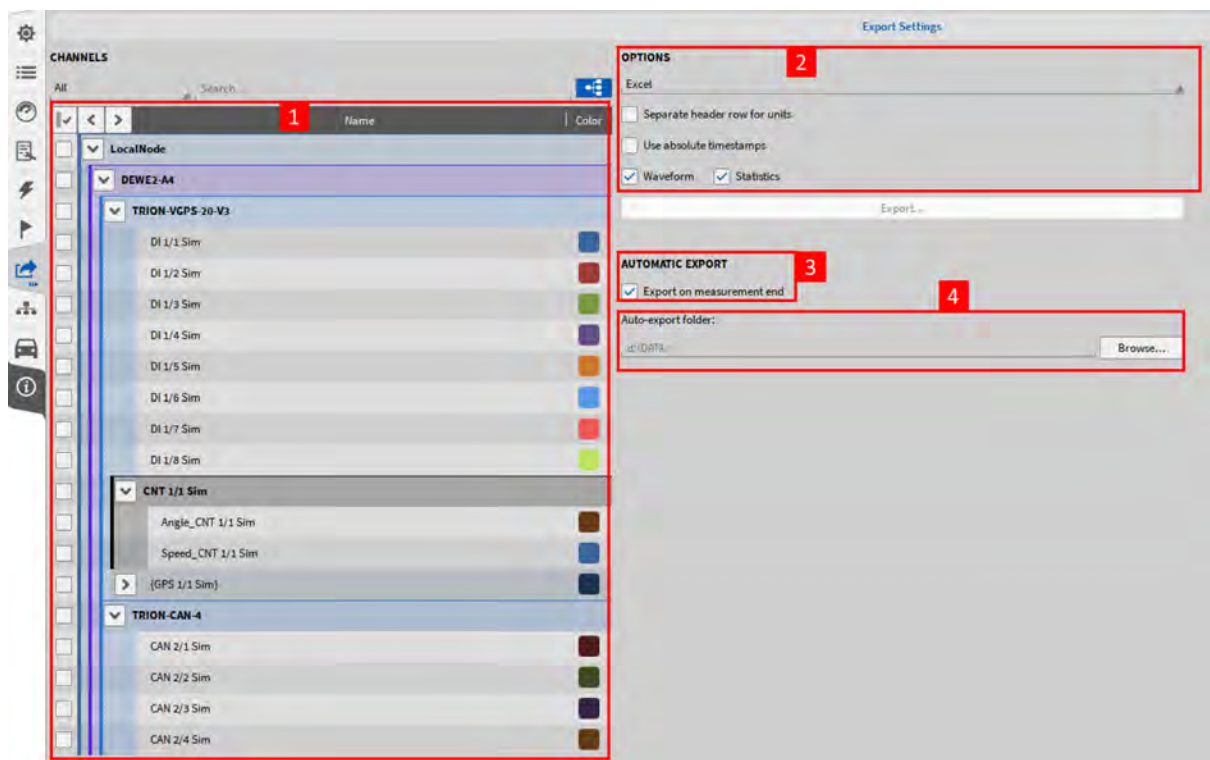 Export Settings
CHANNELS
All
Search...
1
Name
Color
LocalNode
DEWE2-A4
TRION-VGPS-20-V3
DI 1/1 Sim
DI 1/2 Sim
DI 1/3 Sim
DI 1/4 Sim
DI 1/5 Sim
DI 1/6 Sim
DI 1/7 Sim
DI 1/8 Sim
CNT 1/1 Sim
Angle_CNT 1/1 Sim
Speed_CNT 1/1 Sim
(GPS 1/1 Sim)
TRION-CAN-4
CAN 2/1 Sim
CAN 2/2 Sim
CAN 2/3 Sim
CAN 2/4 Sim
OPTIONS
2
Excel
Separate header row for units
Use absolute timestamps
Waveform Statistics
Export...
AUTOMATIC EXPORT
3
Export on measurement end
4
Auto-export folder:
Browse...